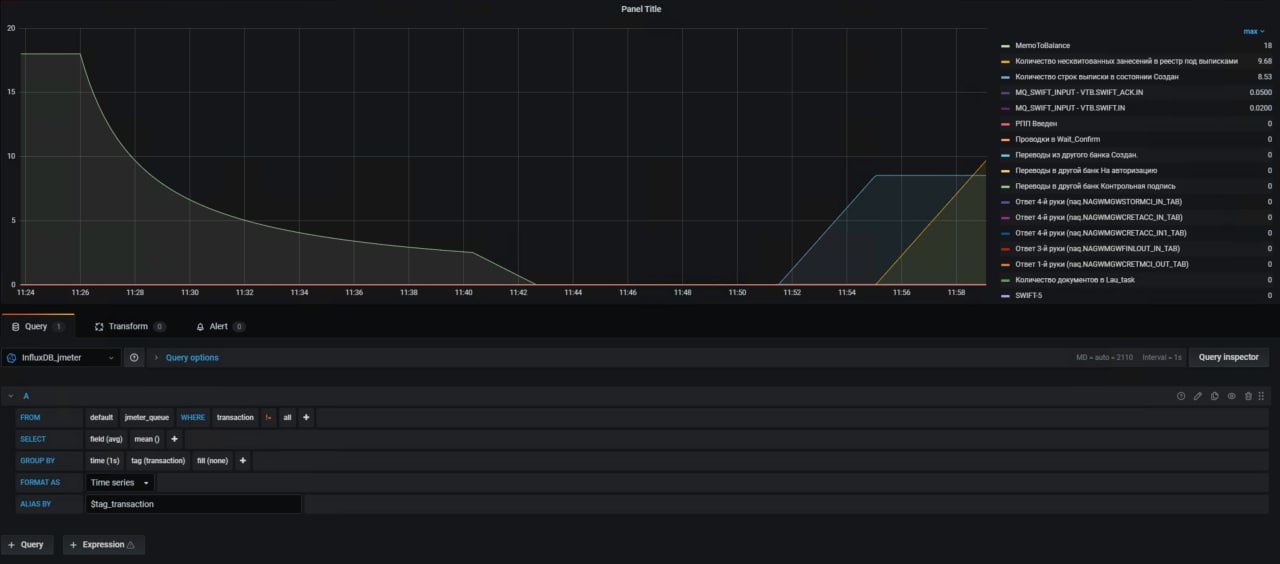 Panel Title
20
15
10
5
0
11:24 11:26 11:28 11:30 11:32 11:34 11:36 11:38 11:40 11:42 11:44 11:46 11:48 11:50 11:52 11:54 11:56 11:58
max
MemoToBalance 18
Количество несквитованных занесений в реестр под выписками 9.68
Количество строк выписки в состоянии Создан 8.53
MQ_SWIFT_INPUT - VTB.SWIFT_ACK.IN 0.0500
MQ_SWIFT_INPUT - VTB.SWIFT.IN 0.0200
РПП Введен 0
Проводки в Wait_Confirm 0
Переводы из другого банка Создан. 0
Переводы в другой банк На авторизацию 0
Переводы в другой банк Контрольная подпись 0
Ответ 4-й руки (naq.NAGWMGWSTORMCI_IN_TAB) 0
Ответ 4-й руки (naq.NAGWMGWCRETACC_IN_TAB) 0
Ответ 4-й руки (naq.NAGWMGWCRETACC_IN1_TAB) 0
Ответ 3-й руки (naq.NAGWMGWFINLOUT_IN_TAB) 0
Ответ 1-й руки (naq.NAGWMGWCRETMCI_OUT_TAB) 0
Количество документов в Lau_task 0
SWIFT-5 0
Query 1 Transform 0 Alert 0
InfluxDB_jmeter Query options MD = auto = 2110 Interval = 1s Query inspector
A
FROM default jmeter_queue WHERE transaction != all +
SELECT field (avg) mean () +
GROUP BY time (1s) tag (transaction) fill (none) +
FORMAT AS Time series
ALIAS BY $tag_transaction
+ Query + Expression